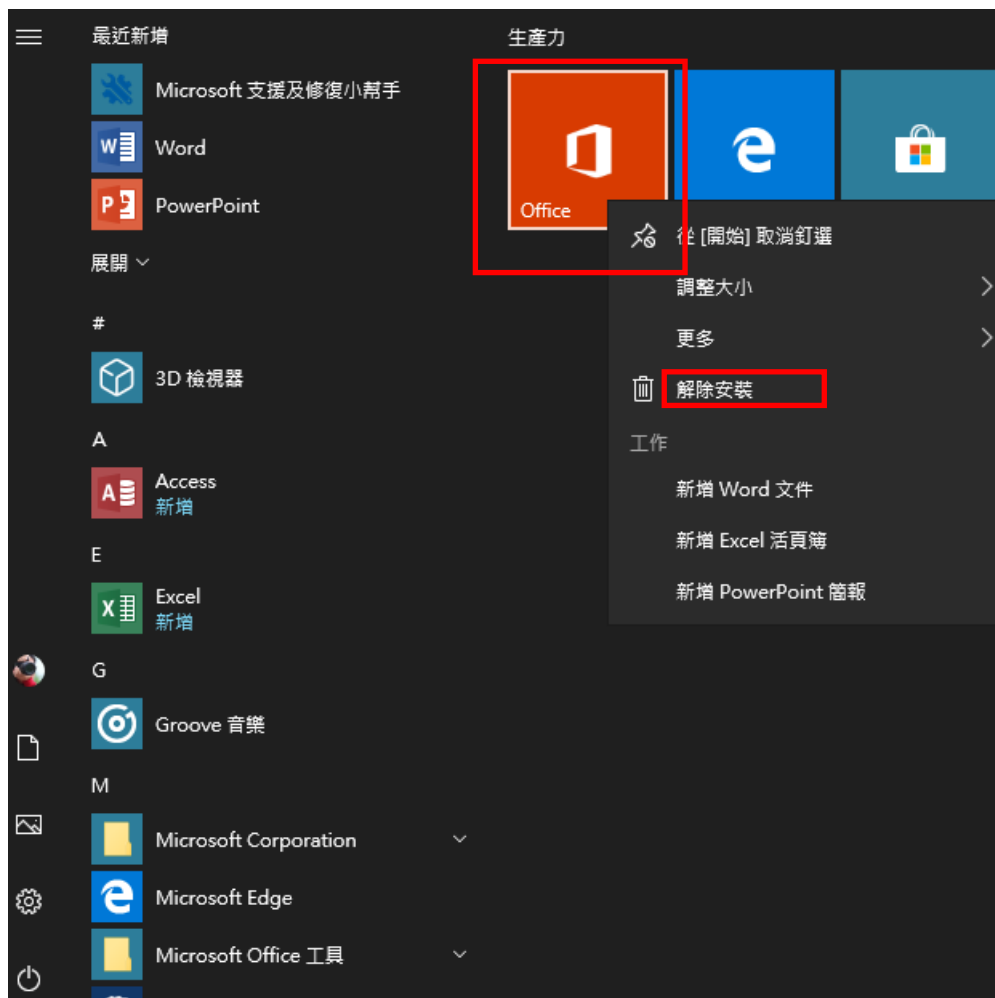 最近新增
Microsoft 支援及修復小幫手
Word
PowerPoint
展開
#
3D 檢視器
A
Access
新增
E
Excel
新增
G
Groove 音樂
M
Microsoft Corporation
Microsoft Edge
Microsoft Office 工具
生產力
Office
從 [開始] 取消釘選
調整大小
更多
解除安裝
工作
新增 Word 文件
新增 Excel 活頁簿
新增 PowerPoint 簡報